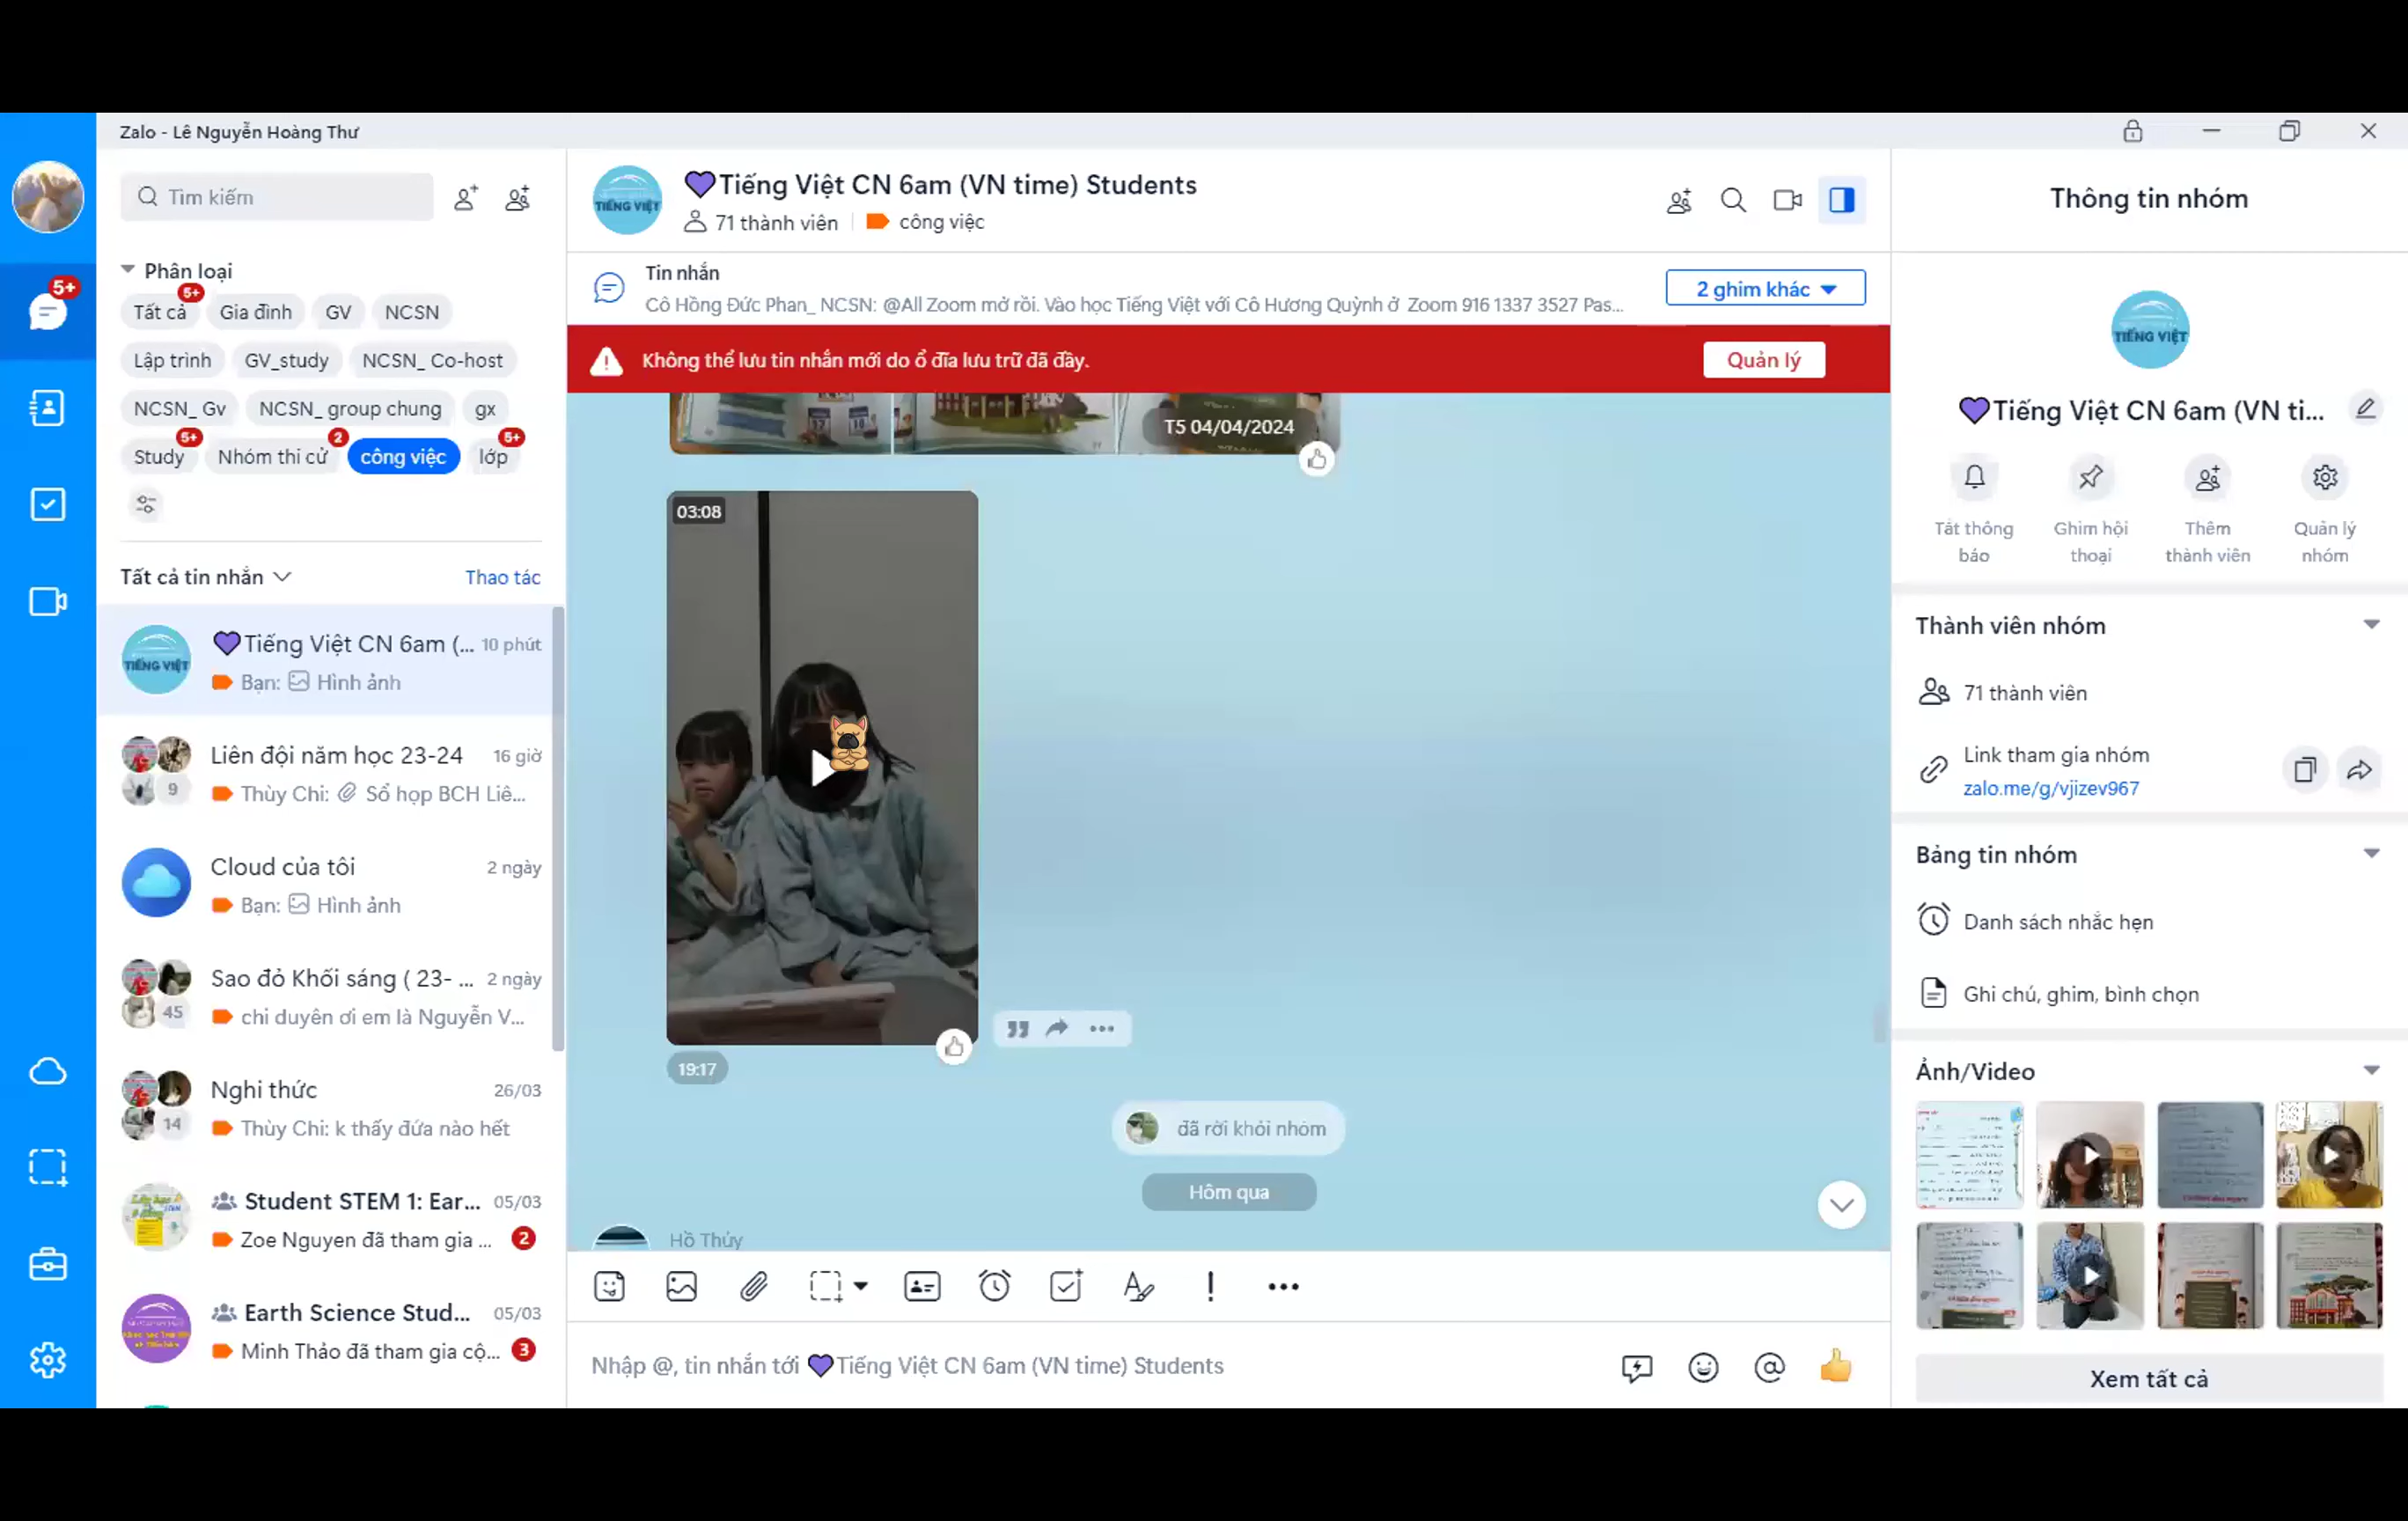 Zalo - Lê Nguyễn Hoàng Thư
5+
Tìm kiếm
Phân loại
5+
Tất cả
Gia đình
GV
NCSN
Lập trình
GV_study
NCSN_ Co-host
NCSN_ Gv
NCSN_ group chung
gx
5+
2
5+
Study
Nhóm thi cử
công việc
lớp
Tất cả tin nhắn
Thao tác
TIẾNG VIỆT
💜Tiếng Việt CN 6am (...
10 phút
Bạn: Hình ảnh
Liên đội năm học 23-24
16 giờ
9
Thùy Chi: Sổ họp BCH Liê...
Cloud của tôi
2 ngày
Bạn: Hình ảnh
Sao đỏ Khối sáng ( 23- ...
2 ngày
45
chi duyên ơi em là Nguyễn V...
Nghi thức
26/03
14
Thùy Chi: k thấy đứa nào hết
Student STEM 1: Ear...
05/03
Zoe Nguyen đã tham gia ...
2
Earth Science Stud...
05/03
Minh Thảo đã tham gia cộ...
3
TIẾNG VIỆT
💜Tiếng Việt CN 6am (VN time) Students
71 thành viên
công việc
Tin nhắn
Cô Hồng Đức Phan_ NCSN: @All Zoom mở rồi. Vào học Tiếng Việt với Cô Hương Quỳnh ở Zoom 916 1337 3527 Pas...
2 ghim khác
Không thể lưu tin nhắn mới do ổ đĩa lưu trữ đã đầy.
Quản lý
T5 04/04/2024
03:08
19:17
đã rời khỏi nhóm
Hôm qua
Hồ Thủy
Nhập @, tin nhắn tới 💜Tiếng Việt CN 6am (VN time) Students
Thông tin nhóm
TIẾNG VIỆT
💜Tiếng Việt CN 6am (VN ti...
Tắt thông báo
Ghim hội thoại
Thêm thành viên
Quản lý nhóm
Thành viên nhóm
71 thành viên
Link tham gia nhóm
zalo.me/g/vjizev967
Bảng tin nhóm
Danh sách nhắc hẹn
Ghi chú, ghim, bình chọn
Ảnh/Video
Xem tất cả